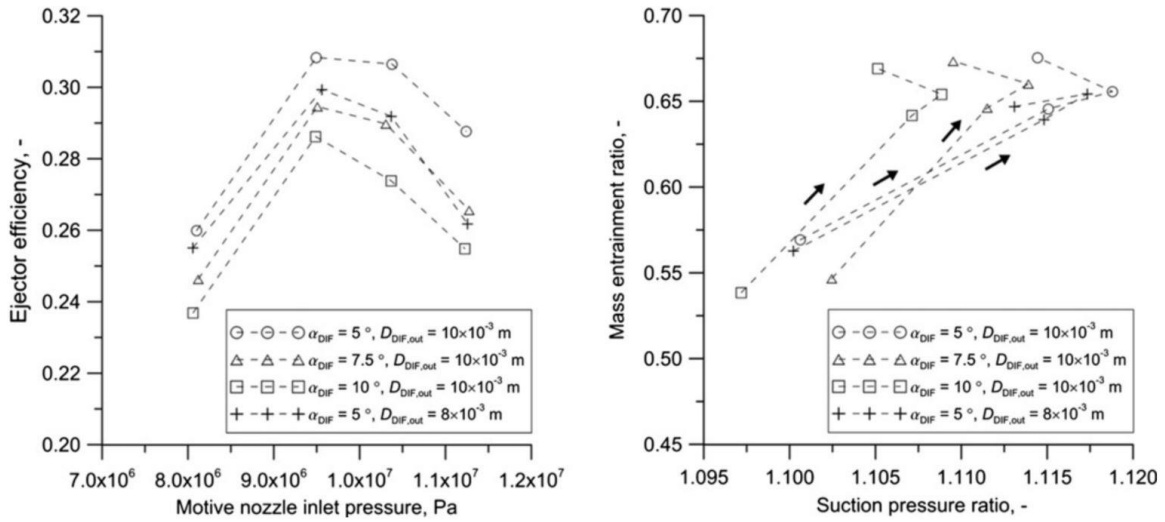 0.32
0.30
0.28
0.26
0.24
0.22
0.20
Ejector efficiency, -
7.0x10⁶
8.0x10⁶
9.0x10⁶
1.0x10⁷
1.1x10⁷
1.2x10⁷
Motive nozzle inlet pressure, Pa
α_DIF = 5 °, D_DIF,out = 10×10⁻³ m
α_DIF = 7.5 °, D_DIF,out = 10×10⁻³ m
α_DIF = 10 °, D_DIF,out = 10×10⁻³ m
α_DIF = 5 °, D_DIF,out = 8×10⁻³ m
0.70
0.65
0.60
0.55
0.50
0.45
Mass entrainment ratio, -
1.095
1.100
1.105
1.110
1.115
1.120
Suction pressure ratio, -
α_DIF = 5 °, D_DIF,out = 10×10⁻³ m
α_DIF = 7.5 °, D_DIF,out = 10×10⁻³ m
α_DIF = 10 °, D_DIF,out = 10×10⁻³ m
α_DIF = 5 °, D_DIF,out = 8×10⁻³ m